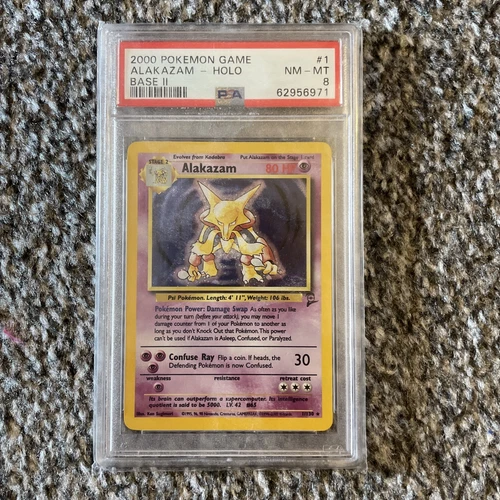 2000 POKEMON GAME #1
ALAKAZAM - HOLO NM-MT
BASE II 8
PSA 62956971
STAGE 2 Evolves from Kadabra Put Alakazam on the Stage 1 card
Alakazam 80 HP
Psi Pokémon. Length: 4' 11", Weight: 106 lbs.
Pokémon Power: Damage Swap As often as you like
during your turn (before your attack), you may move 1
damage counter from 1 of your Pokémon to another as
long as you don't Knock Out that Pokémon. This power
can't be used if Alakazam is Asleep, Confused, or Paralyzed.
Confuse Ray Flip a coin. If heads, the 30
Defending Pokémon is now Confused.
weakness resistance retreat cost
Its brain can outperform a supercomputer. Its intelligence
quotient is said to be 5000. LV. 42 #65